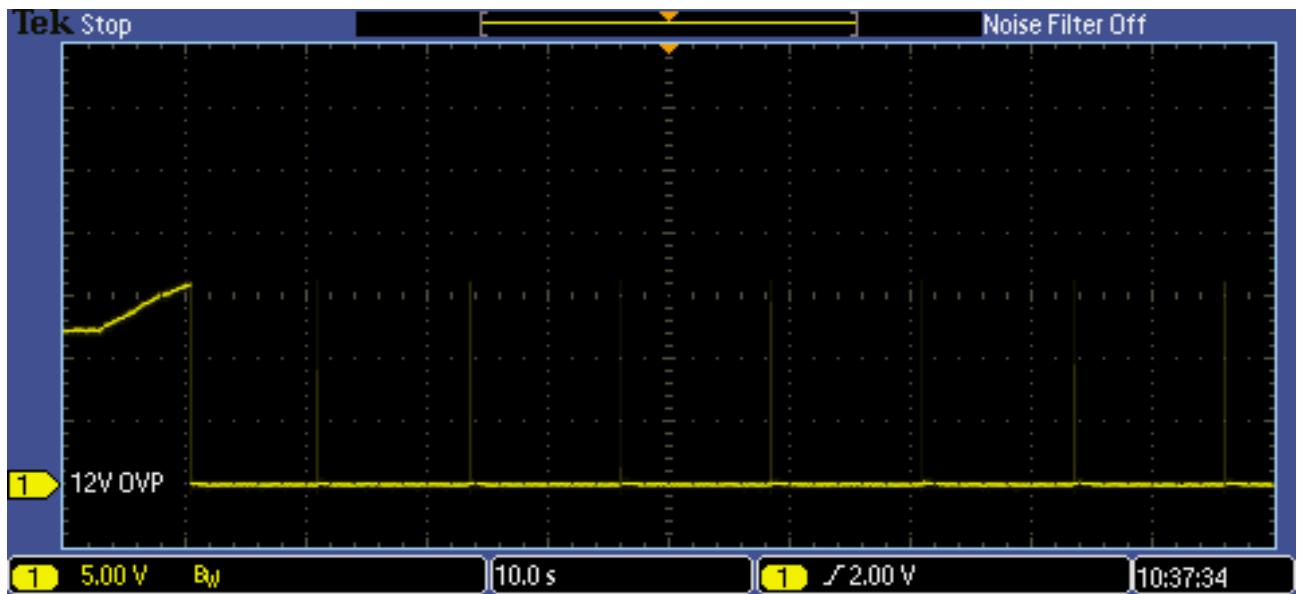 Tek Stop Noise Filter Off
1 12V OVP
1 5.00 V BW 10.0 s 1 2.00 V 10:37:34